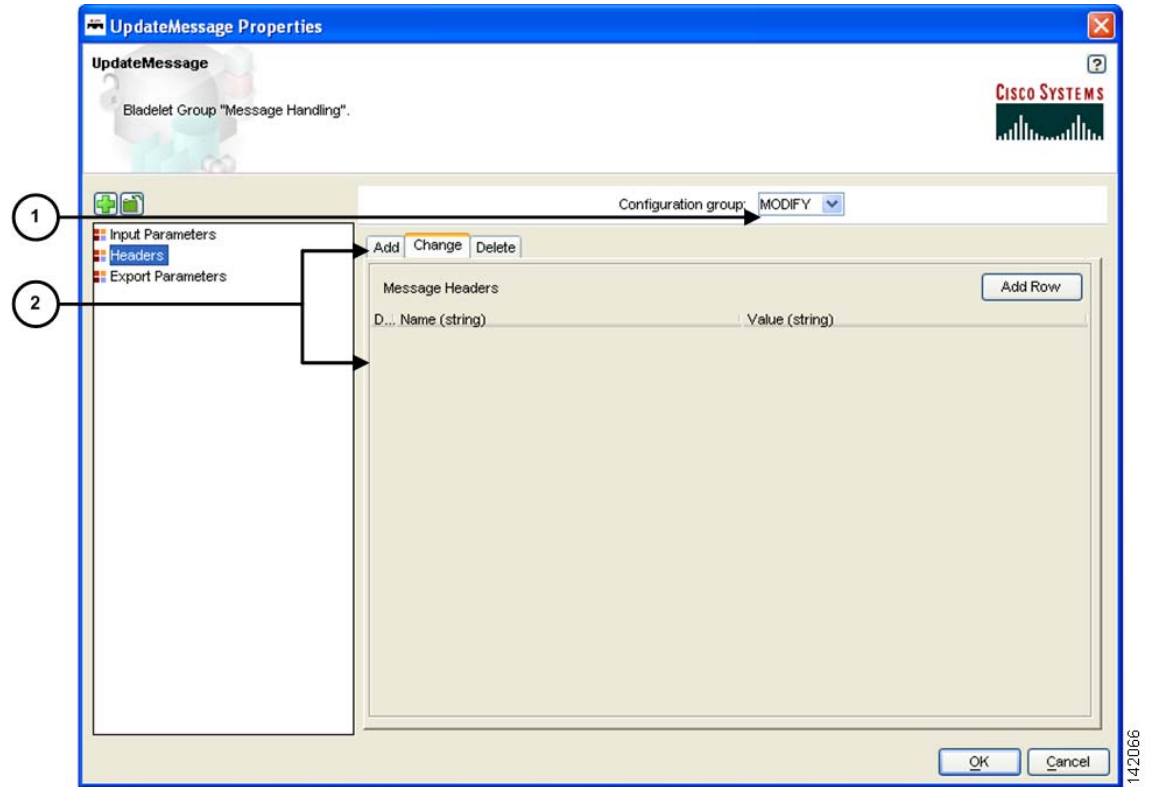 UpdateMessage Properties
UpdateMessage
?
Bladelet Group "Message Handling".
CISCO SYSTEMS
1
Configuration group: MODIFY
Input Parameters
Headers
Export Parameters
Add Change Delete
2
Message Headers
Add Row
D... Name (string) Value (string)
OK Cancel
142066